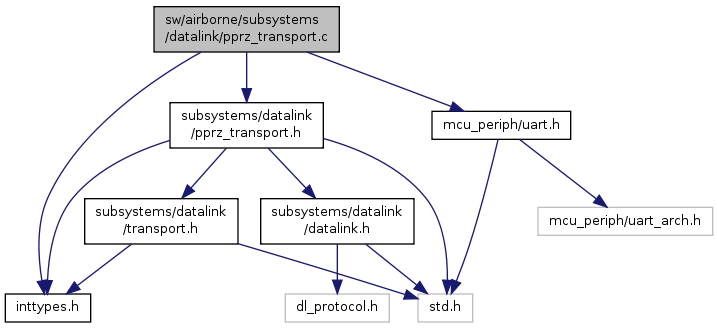 sw/airborne/subsystems
/datalink/pprz_transport.c
subsystems/datalink
/pprz_transport.h
mcu_periph/uart.h
subsystems/datalink
/transport.h
subsystems/datalink
/datalink.h
mcu_periph/uart_arch.h
inttypes.h
dl_protocol.h
std.h